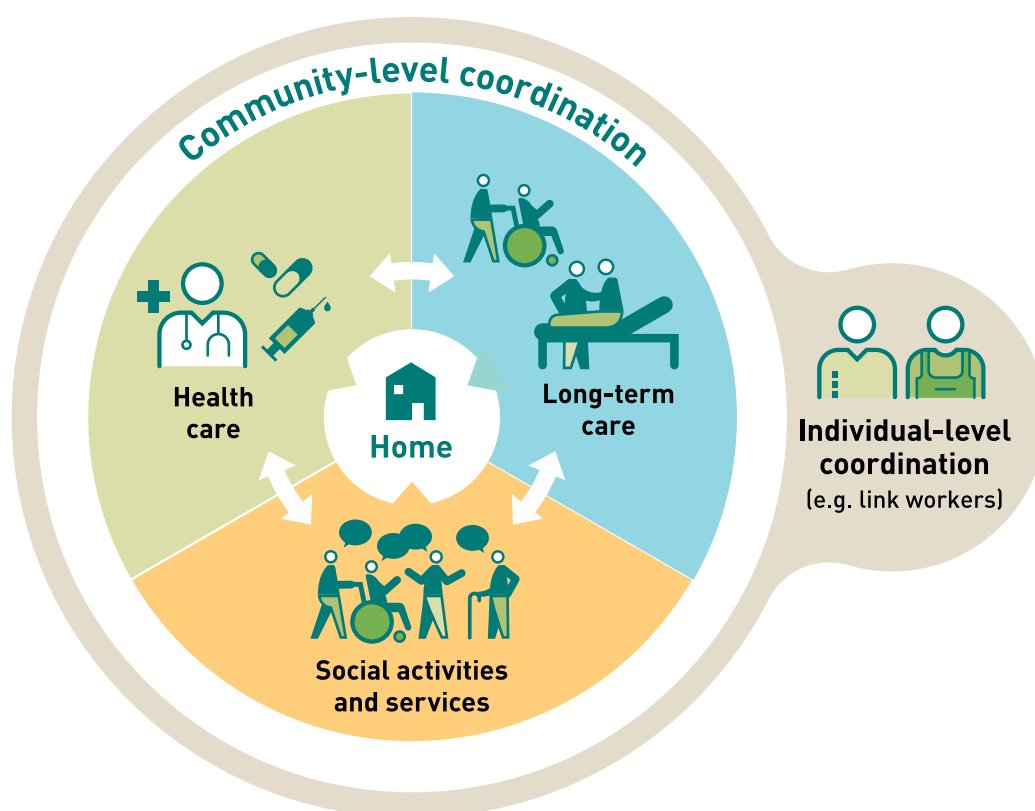 Community-level coordination
Health
care
Long-term
care
Home
Social activities
and services
Individual-level
coordination
(e.g. link workers)